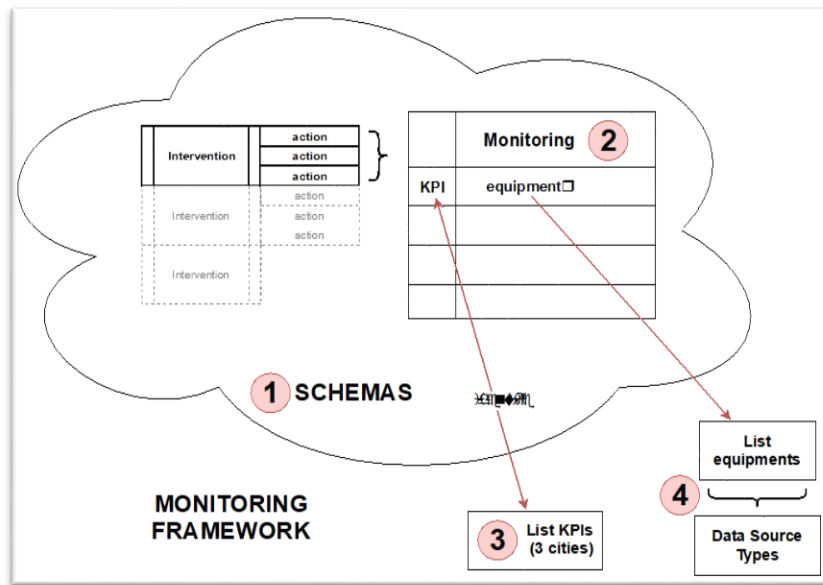 Intervention
action
action
action
Intervention
action
action
action
Intervention
Monitoring 2
KPI equipment❐
1 SCHEMAS
MONITORING
FRAMEWORK
3 List KPIs
(3 cities)
List
equipments
4
Data Source
Types